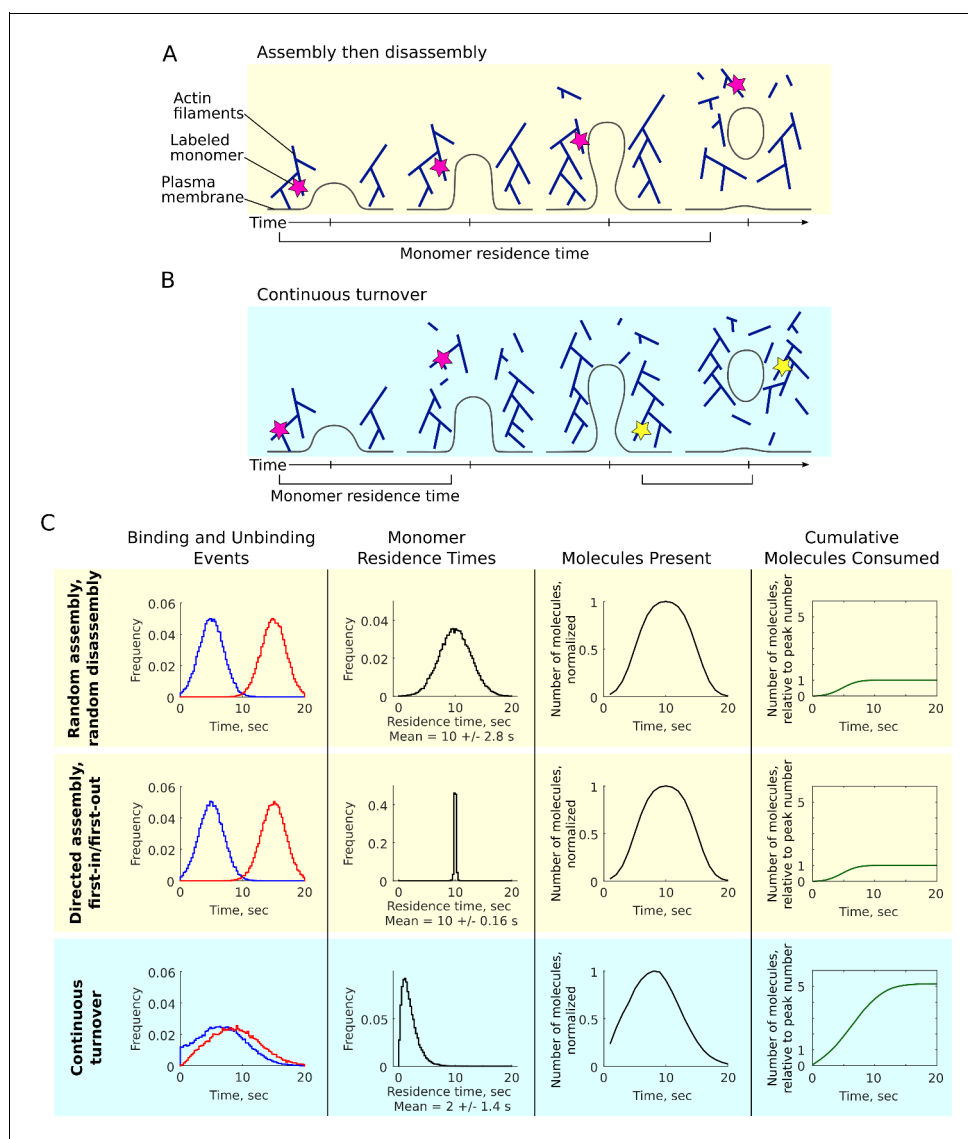 A
Assembly then disassembly
Actin
filaments
Labeled
monomer
Plasma
membrane
Time
Monomer residence time
B
Continuous turnover
Time
Monomer residence time
C
Binding and Unbinding
Events
Monomer
Residence Times
Molecules Present
Cumulative
Molecules Consumed
Random assembly,
random disassembly
Frequency
0.06
0.04
0.02
0
0 10 20
Time, sec
Frequency
0.04
0.02
0
0 10 20
Residence time, sec
Mean = 10 +/- 2.8 s
Number of molecules,
normalized
1
0.5
0
0 10 20
Time, sec
Number of molecules,
relative to peak number
5
1
0
0 10 20
Time, sec
Directed assembly,
first-in/first-out
Frequency
0.06
0.04
0.02
0
0 10 20
Time, sec
Frequency
0.4
0.2
0
0 10 20
Residence time, sec
Mean = 10 +/- 0.16 s
Number of molecules,
normalized
1
0.5
0
0 10 20
Time, sec
Number of molecules,
relative to peak number
5
1
0
0 10 20
Time, sec
Continuous
turnover
Frequency
0.06
0.04
0.02
0
0 10 20
Time, sec
Frequency
0.05
0
0 10 20
Residence time, sec
Mean = 2 +/- 1.4 s
Number of molecules,
normalized
1
0.5
0
0 10 20
Time, sec
Number of molecules,
relative to peak number
5
1
0
0 10 20
Time, sec